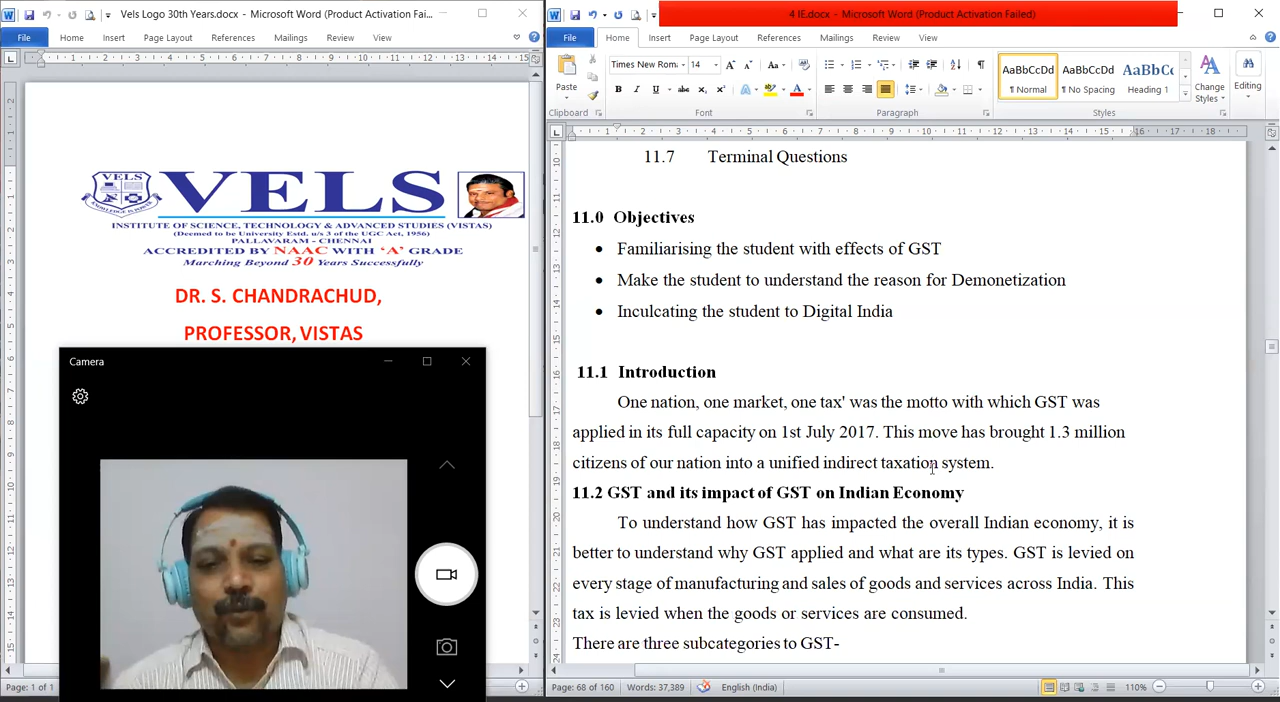 Vels Logo 30th Years.docx - Microsoft Word (Product Activation Fai...
File Home Insert Page Layout References Mailings Review View
VELS
VELS
INSTITUTE OF SCIENCE, TECHNOLOGY & ADVANCED STUDIES (VISTAS)
(Deemed to be University Estd. u/s 3 of the UGC Act, 1956)
PALLAVARAM - CHENNAI
ACCREDITED BY NAAC WITH 'A' GRADE
Marching Beyond 30 Years Successfully
DR. S. CHANDRACHUD,
PROFESSOR, VISTAS
Camera
Page: 1 of 1
4 IE.docx - Microsoft Word (Product Activation Failed)
File Home Insert Page Layout References Mailings Review View
Paste
Clipboard
Times New Rom 14
Font
Paragraph
AaBbCcDd AaBbCcDd AaBbCc
¶ Normal ¶ No Spacing Heading 1
Change Styles
Styles
Editing
11.7 Terminal Questions
11.0 Objectives
• Familiarising the student with effects of GST
• Make the student to understand the reason for Demonetization
• Inculcating the student to Digital India
11.1 Introduction
One nation, one market, one tax' was the motto with which GST was
applied in its full capacity on 1st July 2017. This move has brought 1.3 million
citizens of our nation into a unified indirect taxation system.
11.2 GST and its impact of GST on Indian Economy
To understand how GST has impacted the overall Indian economy, it is
better to understand why GST applied and what are its types. GST is levied on
every stage of manufacturing and sales of goods and services across India. This
tax is levied when the goods or services are consumed.
There are three subcategories to GST-
Page: 68 of 160 Words: 37,389 English (India) 110%